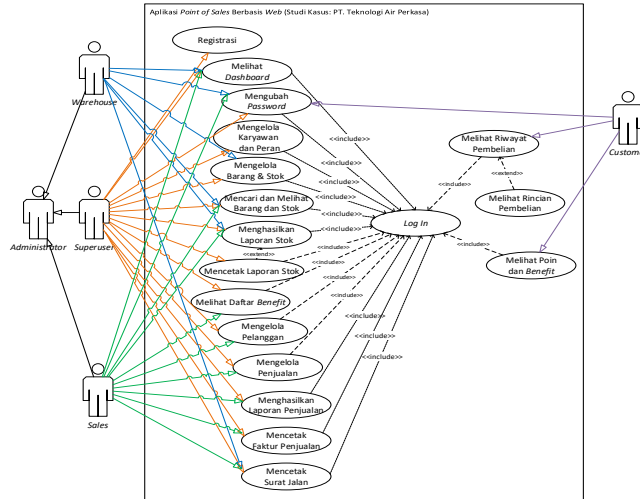 Aplikasi Point of Sales Berbasis Web (Studi Kasus: PT. Teknologi Air Perkasa)
Registrasi
Melihat
Dashboard
Mengubah
Password
Mengelola
Karyawan
dan Peran
Mengelola
Barang & Stok
Mencari dan Melihat
Barang dan Stok
Menghasilkan
Laporan Stok
<<extend>>
Mencetak Laporan Stok
Melihat Daftar Benefit
Mengelola
Pelanggan
Mengelola
Penjualan
Menghasilkan
Laporan Penjualan
Mencetak
Faktur Penjualan
Mencetak
Surat Jalan
Warehouse
Administrator
Superuser
Sales
<<include>>
<<include>>
<<include>>
<<include>>
<<include>>
<<include>>
<<include>>
<<include>>
<<include>>
<<include>>
<<include>>
<<include>>
<<include>>
Log In
<<include>>
<<include>>
Melihat Riwayat
Pembelian
<<extend>>
Melihat Rincian
Pembelian
Melihat Poin
dan Benefit
Custome